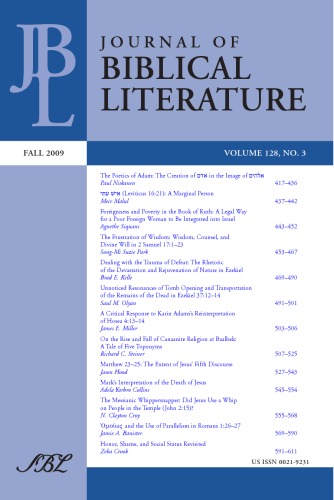 JBL
JOURNAL OF
BIBLICAL
LITERATURE
FALL 2009
VOLUME 128, NO. 3
The Poetics of Adam: The Creation of אדם in the Image of אלהים
Paul Niskanen 417–436
איש עתי (Leviticus 16:21): A Marginal Person
Meir Malul 437–442
Foreignness and Poverty in the Book of Ruth: A Legal Way
for a Poor Foreign Woman to Be Integrated into Israel
Agnethe Siquans 443–452
The Frustration of Wisdom: Wisdom, Counsel, and
Divine Will in 2 Samuel 17:1–23
Song-Mi Suzie Park 453–467
Dealing with the Trauma of Defeat: The Rhetoric
of the Devastation and Rejuvenation of Nature in Ezekiel
Brad E. Kelle 469–490
Unnoticed Resonances of Tomb Opening and Transportation
of the Remains of the Dead in Ezekiel 37:12–14
Saul M. Olyan 491–501
A Critical Response to Karin Adams's Reinterpretation
of Hosea 4:13–14
James E. Miller 503–506
On the Rise and Fall of Canaanite Religion at Baalbek:
A Tale of Five Toponyms
Richard C. Steiner 507–525
Matthew 23–25: The Extent of Jesus' Fifth Discourse
Jason Hood 527–543
Mark's Interpretation of the Death of Jesus
Adela Yarbro Collins 545–554
The Messianic Whippersnapper: Did Jesus Use a Whip
on People in the Temple (John 2:15)?
N. Clayton Croy 555–568
Ὁμοίως and the Use of Parallelism in Romans 1:26–27
Jamie A. Banister 569–590
Honor, Shame, and Social Status Revisited
Zeba Crook 591–611
SBL
US ISSN 0021-9231